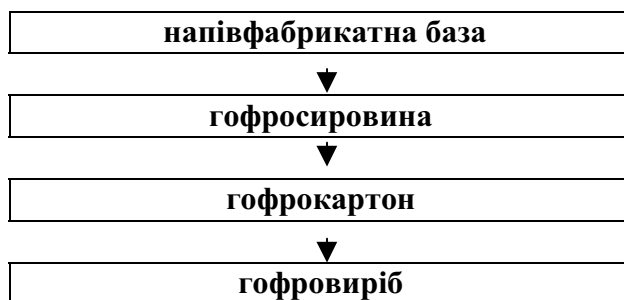 напівфабрикатна база
гофросировина
гофрокартон
гофровиріб